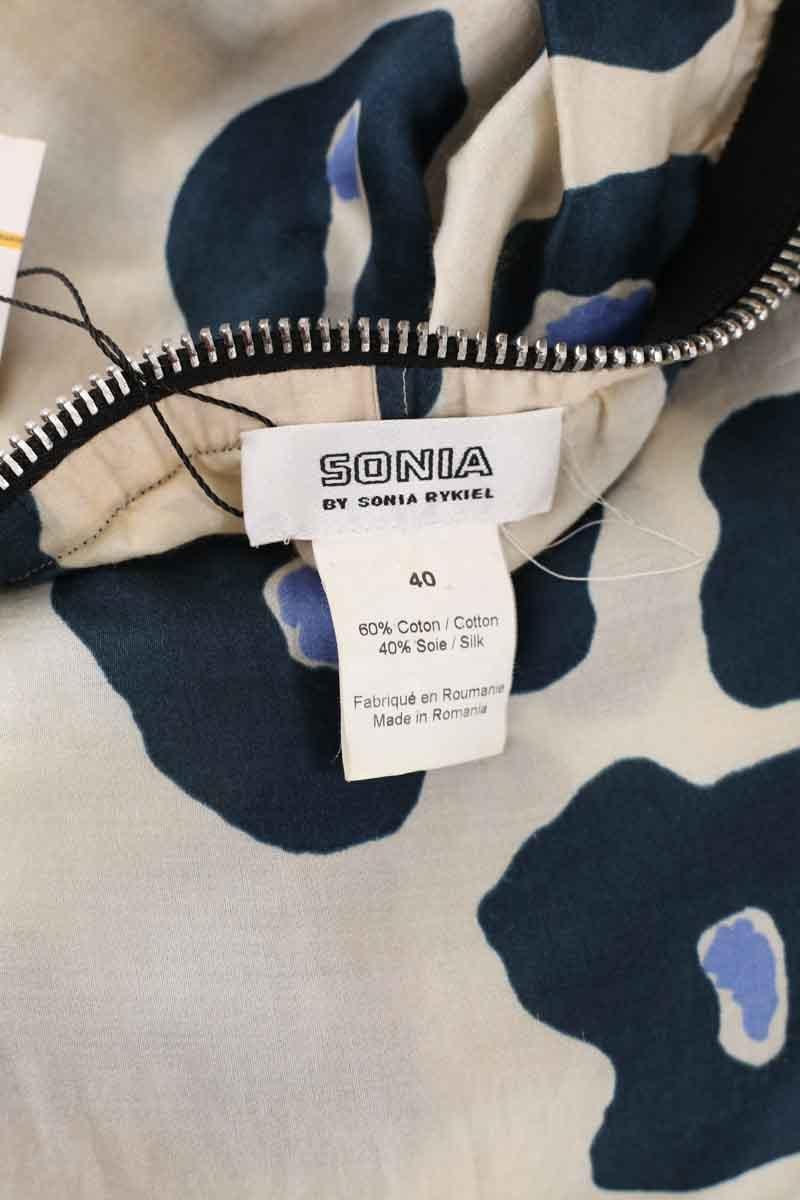 SONIA
BY SONIA RYKIEL
40
60% Coton / Cotton
40% Soie / Silk
Fabriqué en Roumanie
Made in Romania